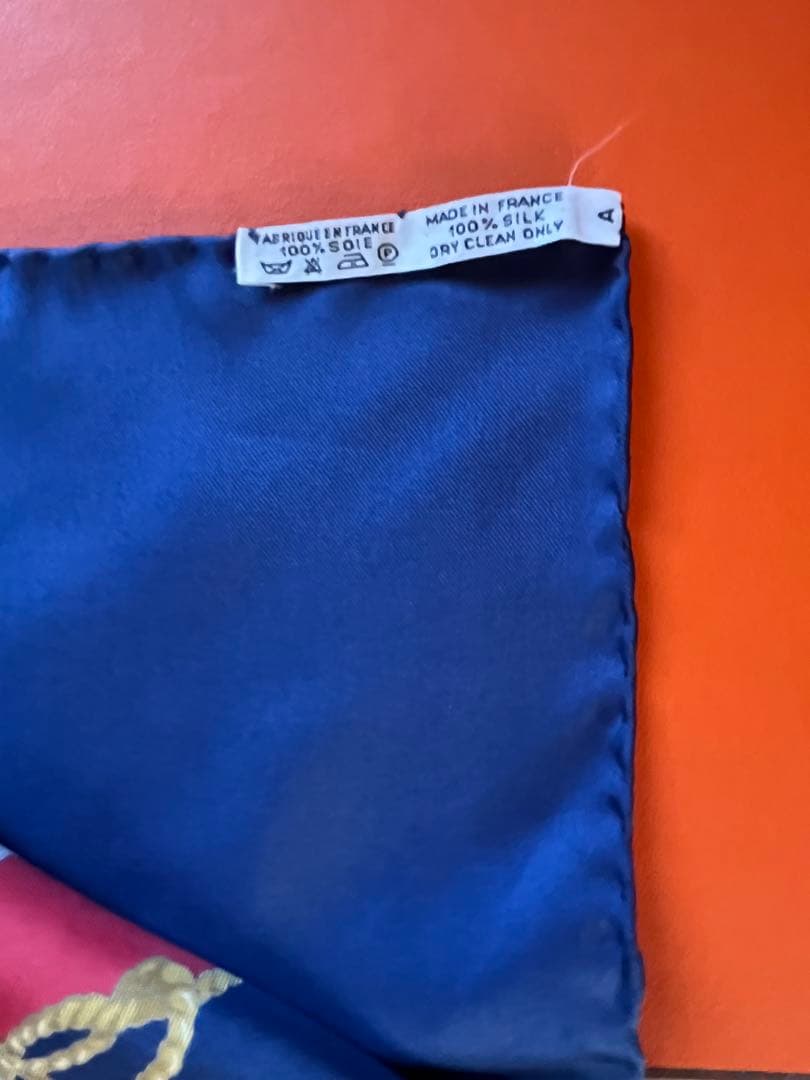 FABRIQUE EN FRANCE
100% SOIE
P
MADE IN FRANCE
100% SILK
DRY CLEAN ONLY
A